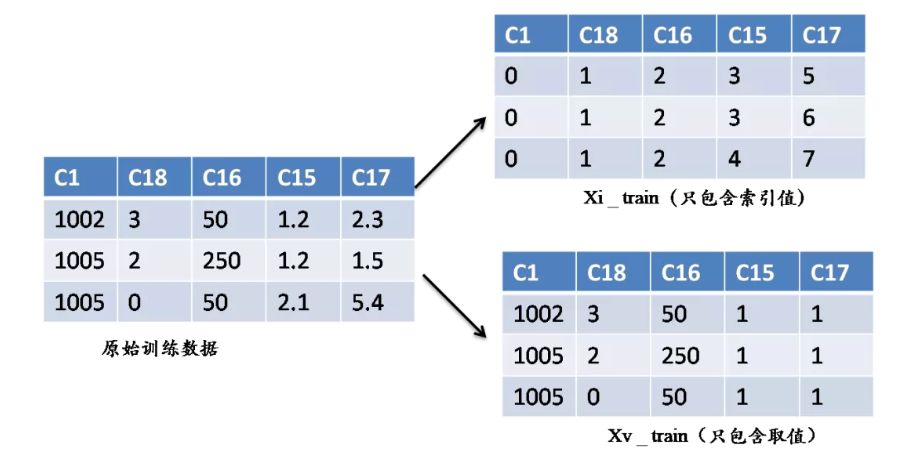 C1 C18 C16 C15 C17
0 1 2 3 5
0 1 2 3 6
0 1 2 4 7
Xi _ train（只包含索引值)
C1 C18 C16 C15 C17
1002 3 50 1.2 2.3
1005 2 250 1.2 1.5
1005 0 50 2.1 5.4
原始训练数据
C1 C18 C16 C15 C17
1002 3 50 1 1
1005 2 250 1 1
1005 0 50 1 1
Xv _ train（只包含取值）